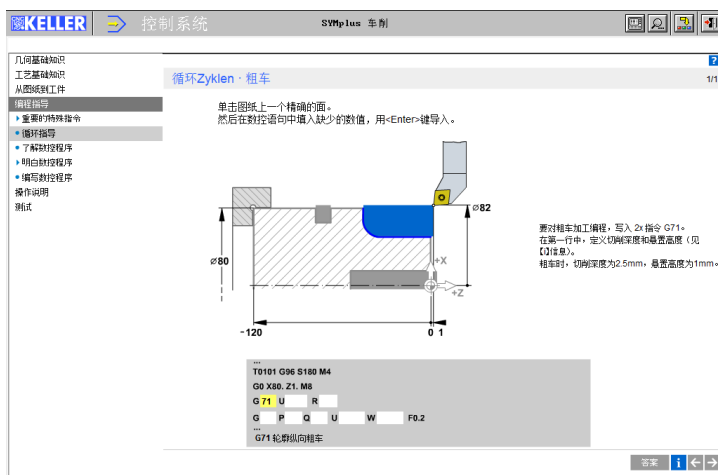 KELLER 控制系统 SYMplus 车削
?
几何基础知识
工艺基础知识
从图纸到工件
编程指导
重要的特殊指令
循环指导
了解数控程序
明白数控程序
编写数控程序
操作说明
测试
循环Zyklen · 粗车 1/1
单击图纸上一个精确的面。
然后在数控语句中填入缺少的数值，用<Enter>键导入。
⌀82
⌀80
+X
+Z
-120 0 1
要对粗车加工编程，写入 2x 指令 G71。
在第一行中，定义切削深度和悬置高度（见
【i】信息）。
粗车时，切削深度为2.5mm，悬置高度为1mm。
...
T0101 G96 S180 M4
G0 X80. Z1. M8
G 71 U R
G P Q U W F0.2
...
G71 轮廓纵向粗车
答案 i